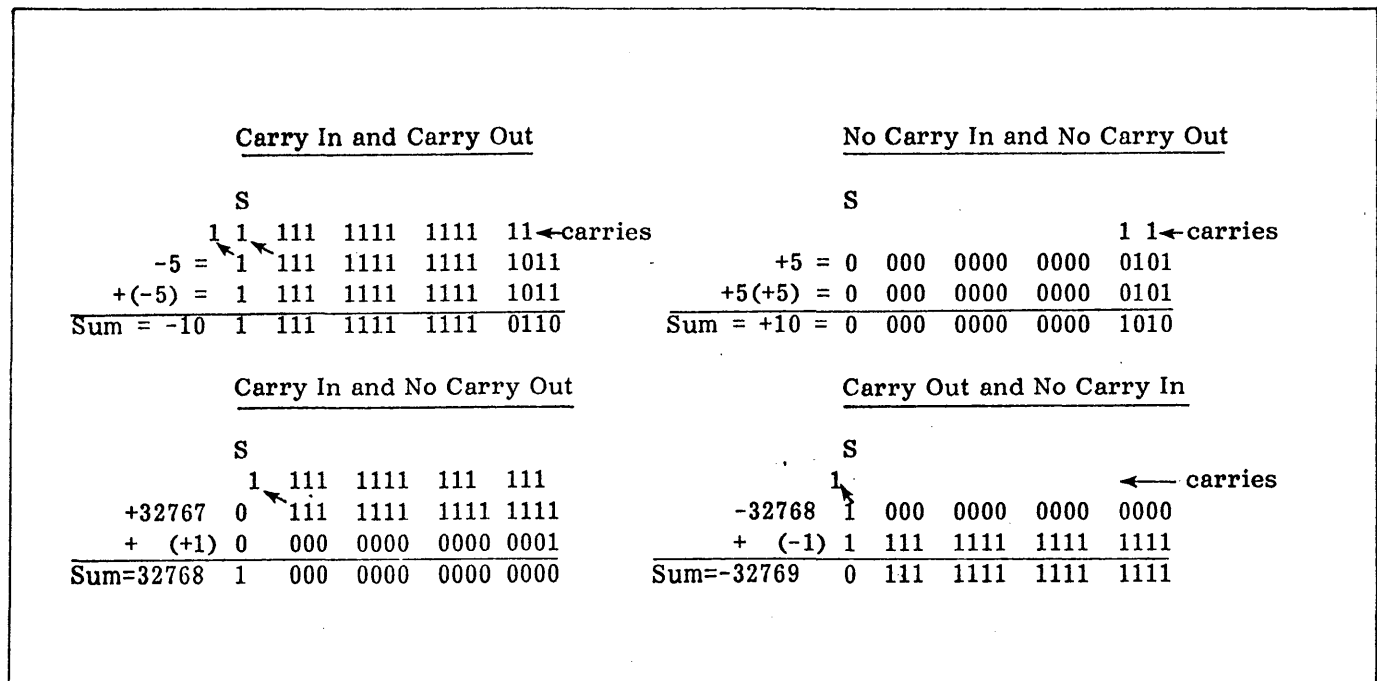 Carry In and Carry Out
S
1 1 111 1111 1111 11 carries
-5 = 1 111 1111 1111 1011
+(-5) = 1 111 1111 1111 1011
Sum = -10 1 111 1111 1111 0110
No Carry In and No Carry Out
S
1 1 carries
+5 = 0 000 0000 0000 0101
+5(+5) = 0 000 0000 0000 0101
Sum = +10 = 0 000 0000 0000 1010
Carry In and No Carry Out
S
1 111 1111 111 111
+32767 0 111 1111 1111 1111
+ (+1) 0 000 0000 0000 0001
Sum=32768 1 000 0000 0000 0000
Carry Out and No Carry In
S
1 carries
-32768 1 000 0000 0000 0000
+ (-1) 1 111 1111 1111 1111
Sum=-32769 0 111 1111 1111 1111